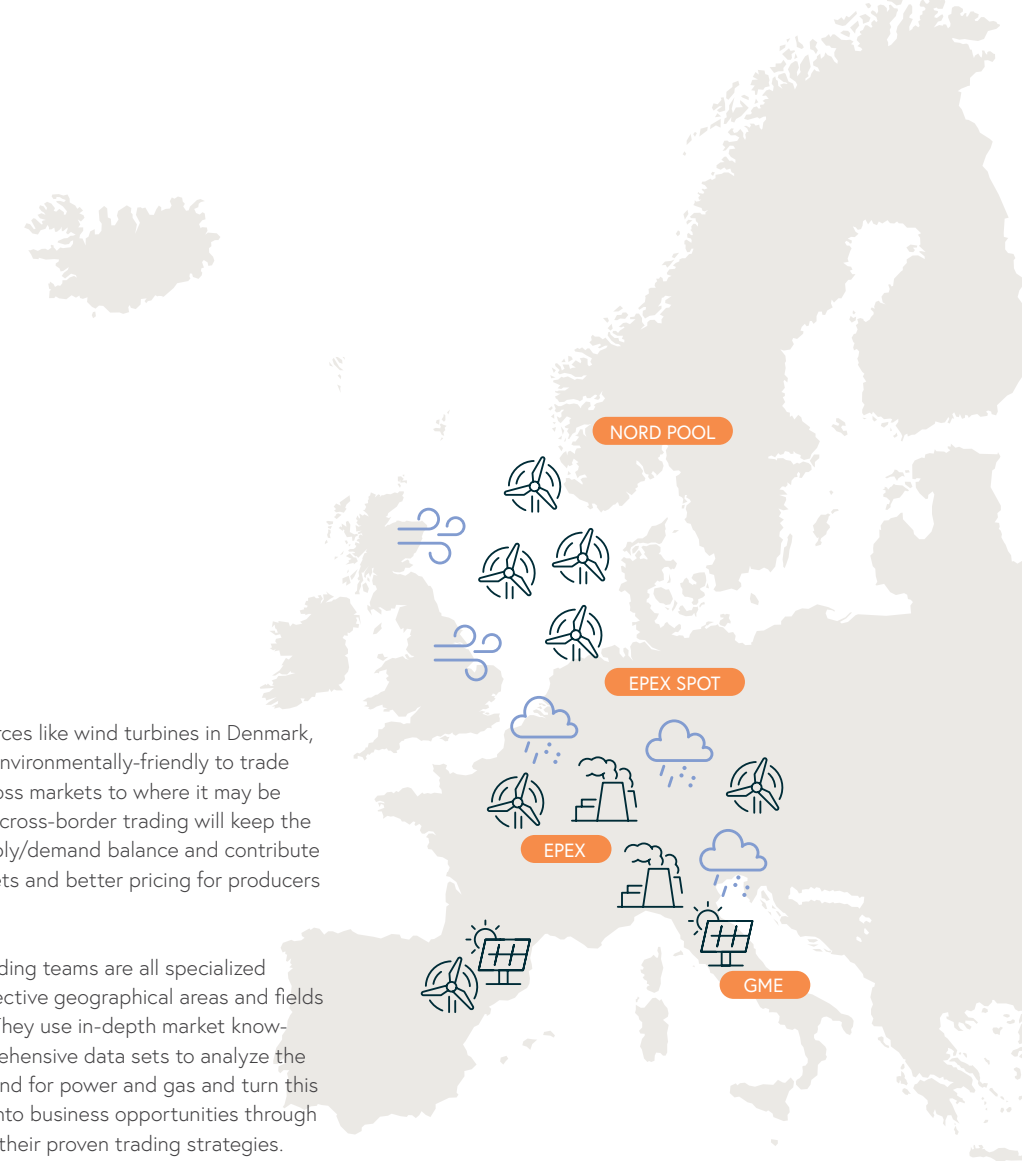 NORD POOL
EPEX SPOT
EPEX
GME
rces like wind turbines in Denmark,
nvironmentally-friendly to trade
oss markets to where it may be
cross-border trading will keep the
ply/demand balance and contribute
ets and better pricing for producers
ding teams are all specialized
ective geographical areas and fields
They use in-depth market know-
ehensive data sets to analyze the
nd for power and gas and turn this
nto business opportunities through
their proven trading strategies.